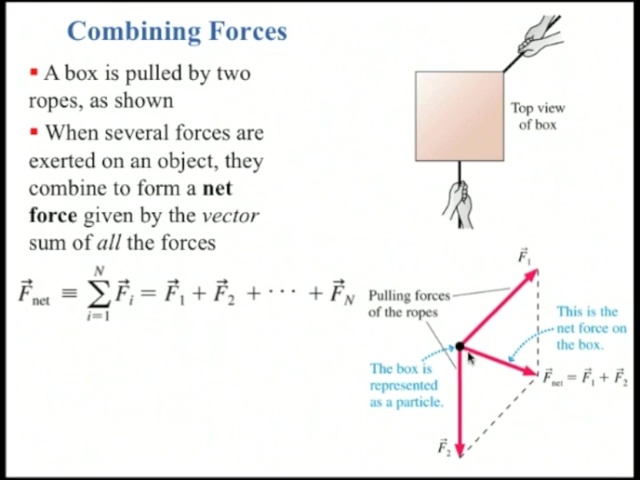 Combining Forces
▪ A box is pulled by two
ropes, as shown
▪ When several forces are
exerted on an object, they
combine to form a net
force given by the vector
sum of all the forces
F⃗net ≡ ∑ᵢ₌₁ᴺ F⃗ᵢ = F⃗₁ + F⃗₂ + ··· + F⃗N
Top view
of box
F⃗₁
Pulling forces
of the ropes
This is the
net force on
the box.
The box is
represented
as a particle.
F⃗net = F⃗₁ + F⃗₂
F⃗₂